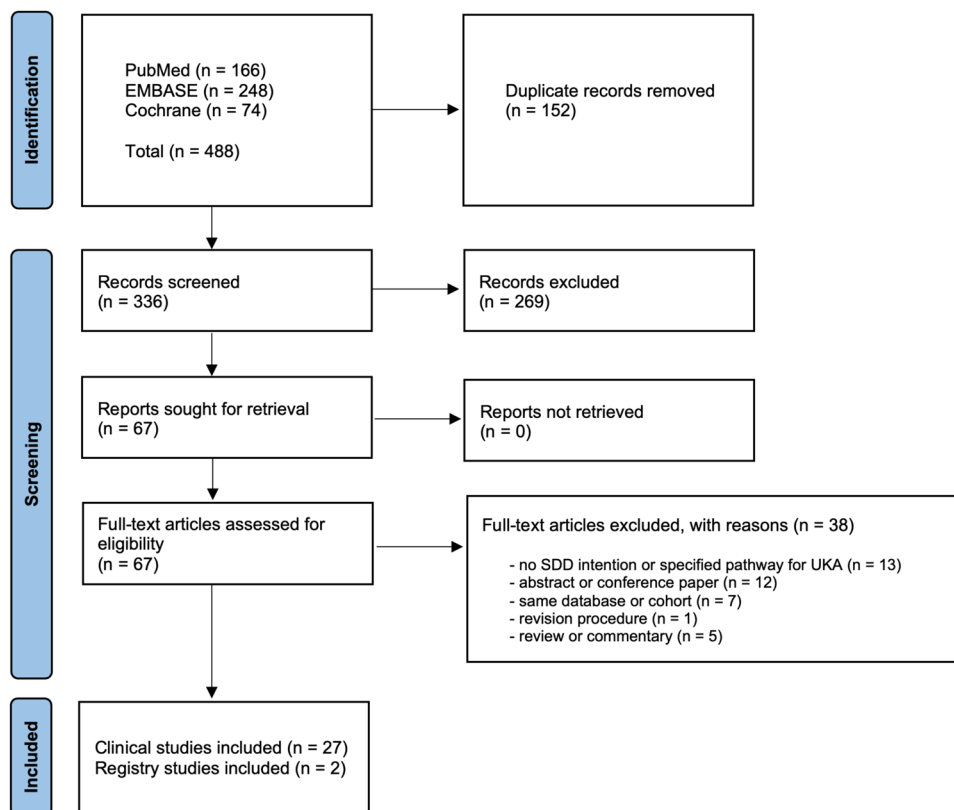 Identification
PubMed (n = 166)
EMBASE (n = 248)
Cochrane (n = 74)
Total (n = 488)
Duplicate records removed
(n = 152)
Screening
Records screened
(n = 336)
Records excluded
(n = 269)
Reports sought for retrieval
(n = 67)
Reports not retrieved
(n = 0)
Full-text articles assessed for
eligibility
(n = 67)
Full-text articles excluded, with reasons (n = 38)
- no SDD intention or specified pathway for UKA (n = 13)
- abstract or conference paper (n = 12)
- same database or cohort (n = 7)
- revision procedure (n = 1)
- review or commentary (n = 5)
Included
Clinical studies included (n = 27)
Registry studies included (n = 2)